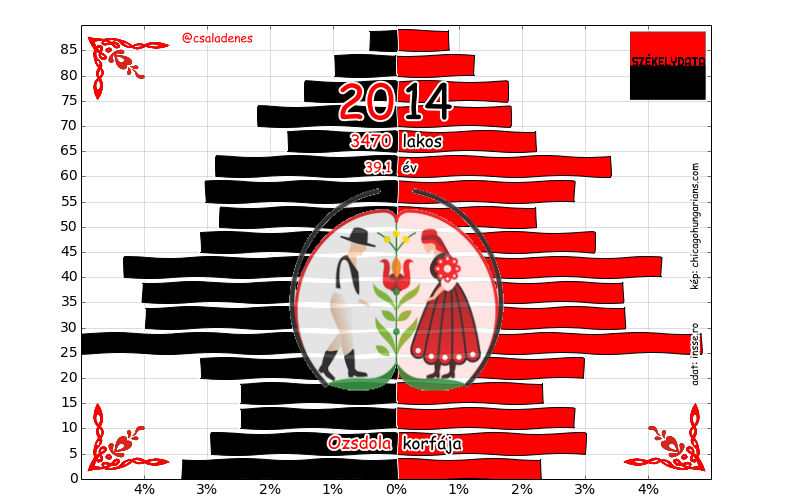 @csaladenes
SZÉKELYDATA
2014
3470 lakos
39.1 év
kép: chicagohungarians.com
adat: insse.ro
Ozsdola korfája
85
80
75
70
65
60
55
50
45
40
35
30
25
20
15
10
5
0
4% 3% 2% 1% 0% 1% 2% 3% 4%